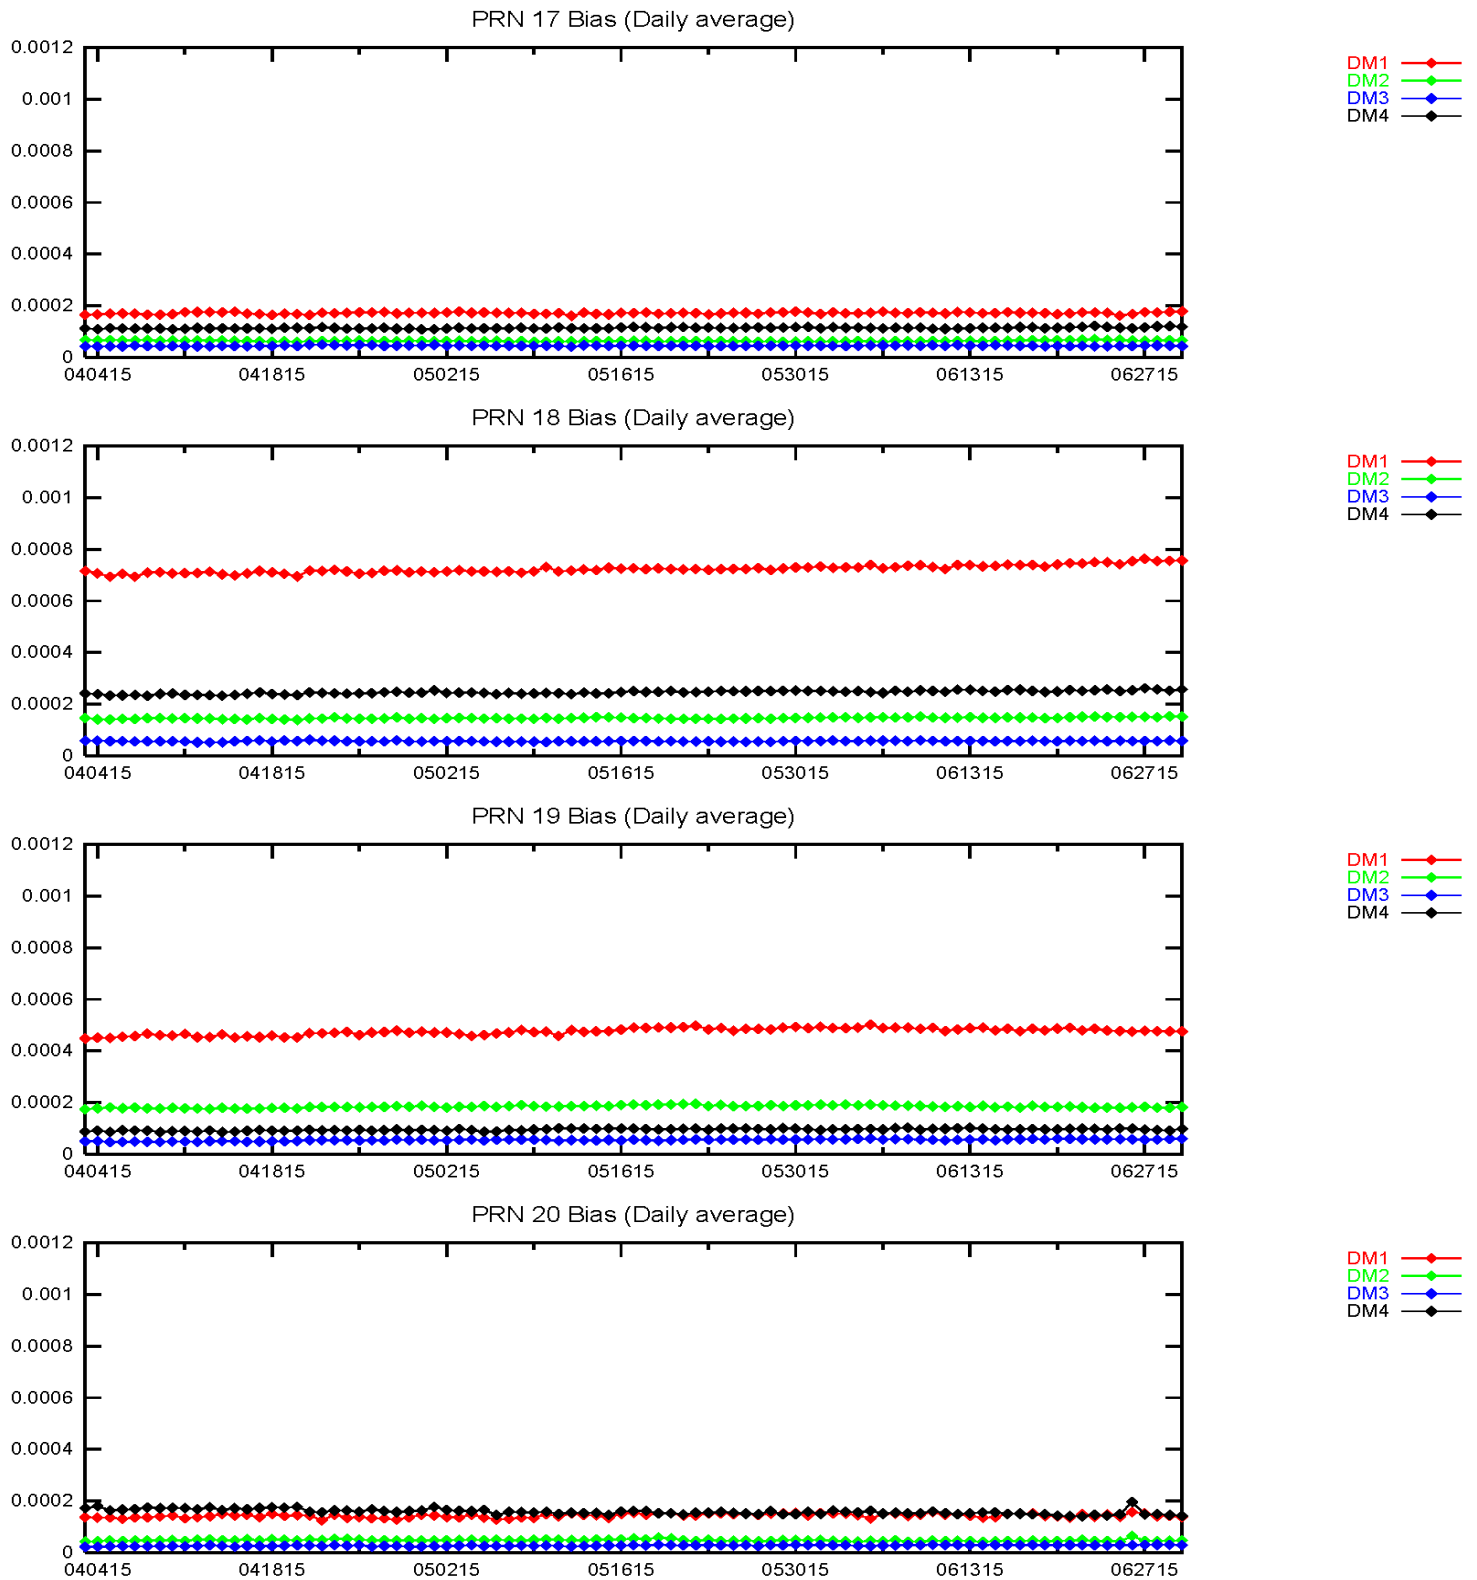 PRN 17 Bias (Daily average)
0.0012
0.001
0.0008
0.0006
0.0004
0.0002
0
040415 041815 050215 051615 053015 061315 062715
DM1
DM2
DM3
DM4
PRN 18 Bias (Daily average)
0.0012
0.001
0.0008
0.0006
0.0004
0.0002
0
040415 041815 050215 051615 053015 061315 062715
DM1
DM2
DM3
DM4
PRN 19 Bias (Daily average)
0.0012
0.001
0.0008
0.0006
0.0004
0.0002
0
040415 041815 050215 051615 053015 061315 062715
DM1
DM2
DM3
DM4
PRN 20 Bias (Daily average)
0.0012
0.001
0.0008
0.0006
0.0004
0.0002
0
040415 041815 050215 051615 053015 061315 062715
DM1
DM2
DM3
DM4